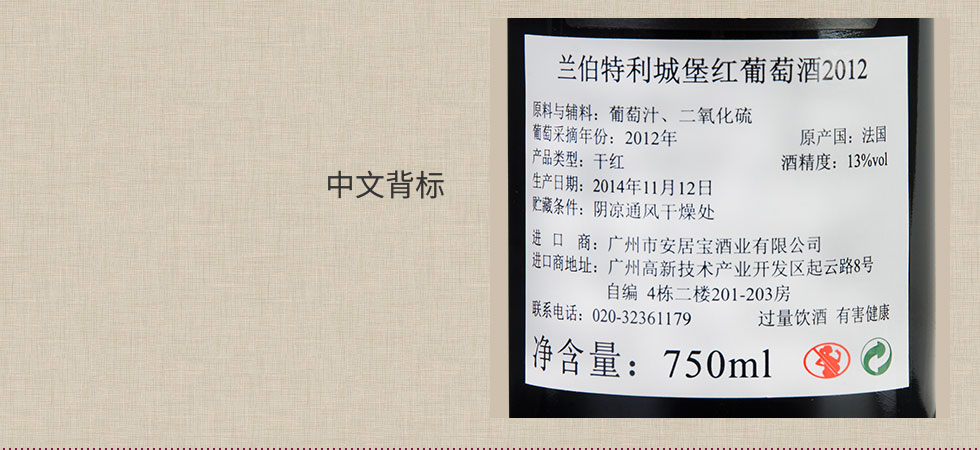 中文背标
兰伯特利城堡红葡萄酒2012
原料与辅料：葡萄汁、二氧化硫
葡萄采摘年份：2012年 原产国：法国
产品类型：干红 酒精度：13%vol
生产日期：2014年11月12日
贮藏条件：阴凉通风干燥处
进 口 商：广州市安居宝酒业有限公司
进口商地址：广州高新技术产业开发区起云路8号
自编 4栋二楼201-203房
联系电话：020-32361179 过量饮酒 有害健康
净含量：750ml